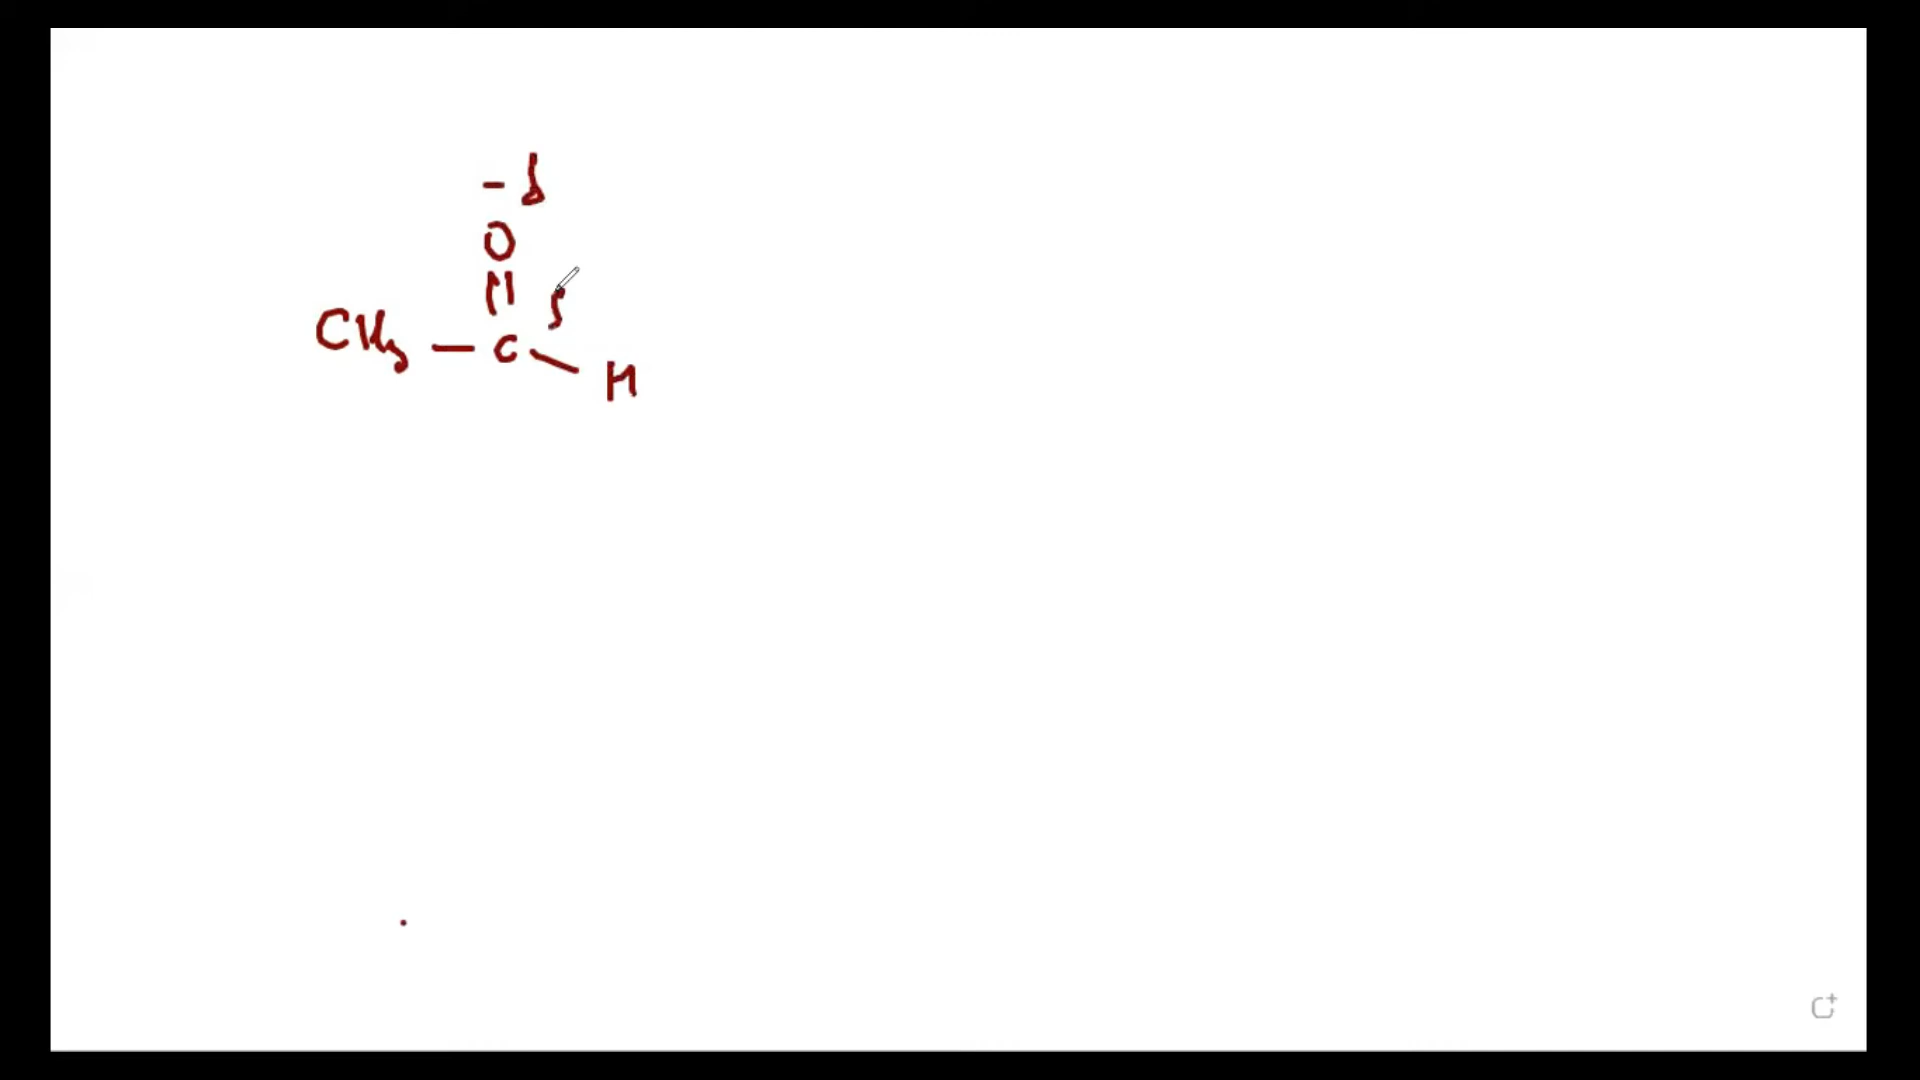 - δ
O
||
CH₃ — C — H